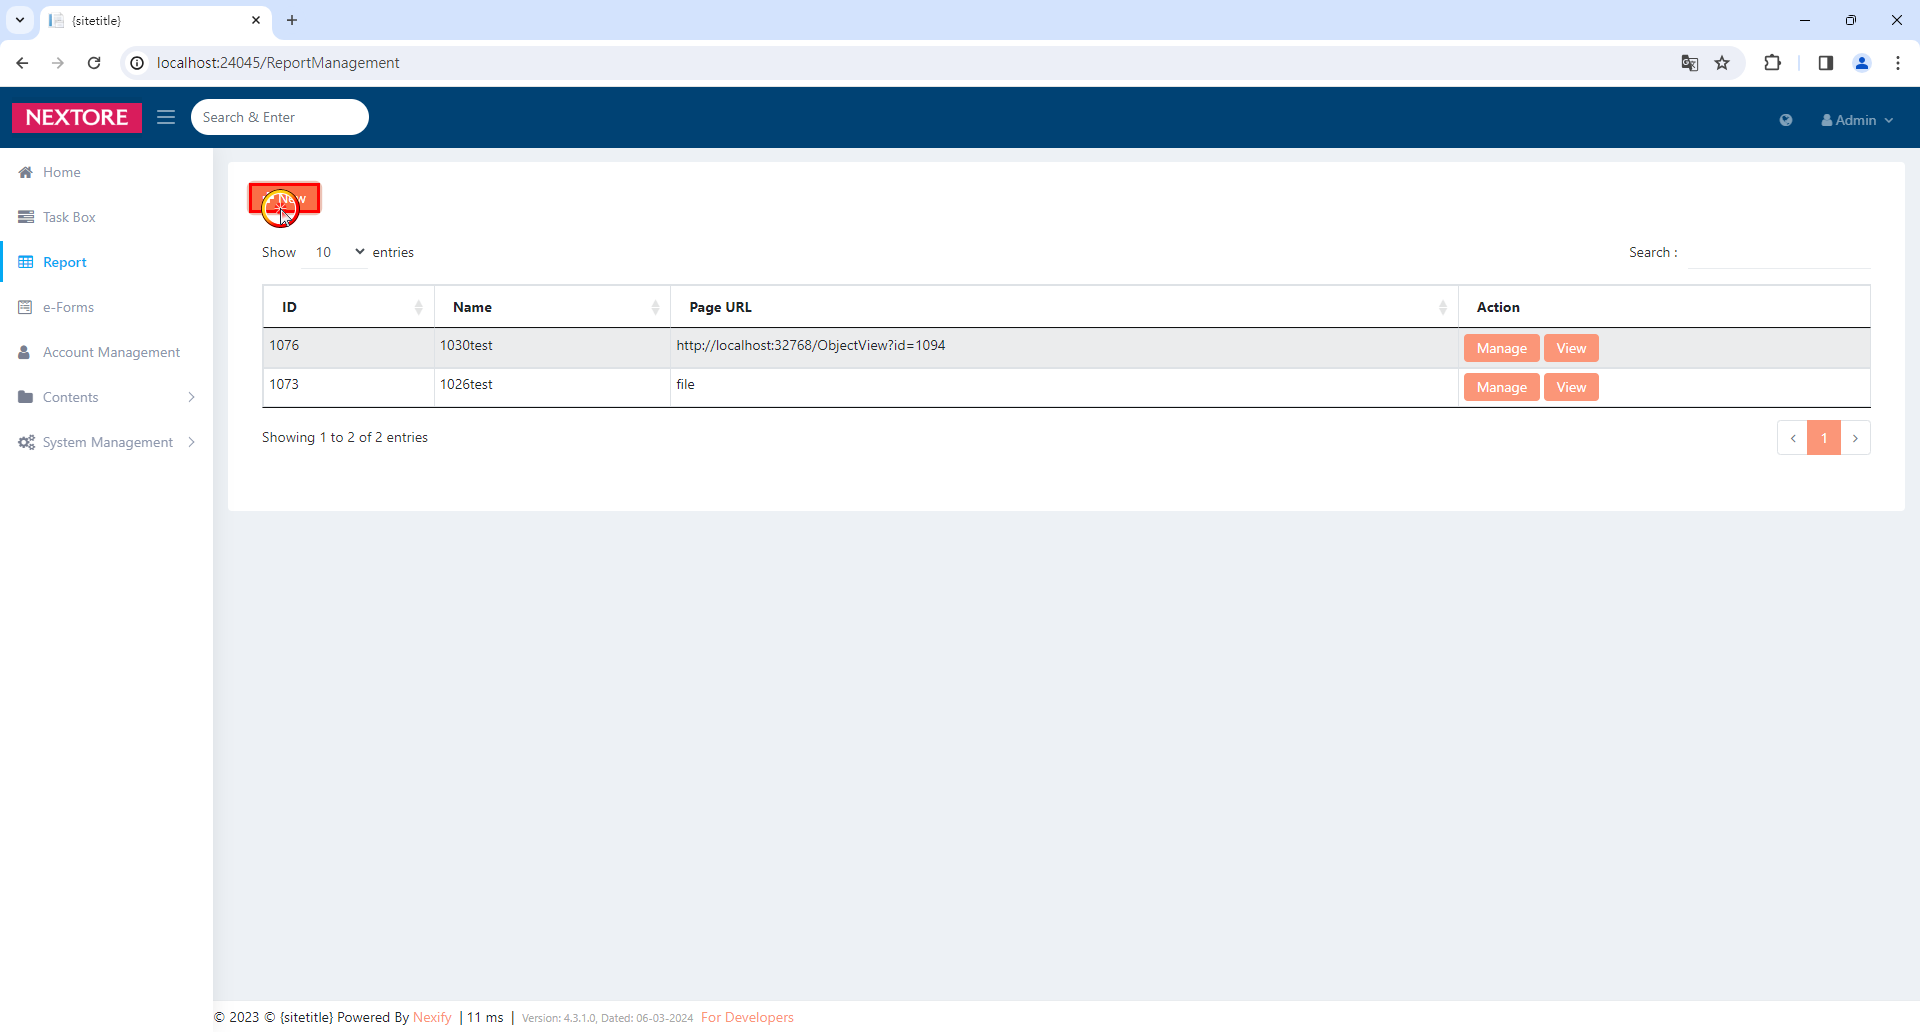 {sitetitle}
localhost:24045/ReportManagement
NEXTORE
Search & Enter
Admin
Home
Task Box
Report
e-Forms
Account Management
Contents
System Management
New
Show 10 entries
Search :
ID Name Page URL Action
1076 1030test http://localhost:32768/ObjectView?id=1094 Manage View
1073 1026test file Manage View
Showing 1 to 2 of 2 entries
‹ 1 ›
© 2023 © {sitetitle} Powered By Nexify | 11 ms | Version: 4.3.1.0, Dated: 06-03-2024 For Developers